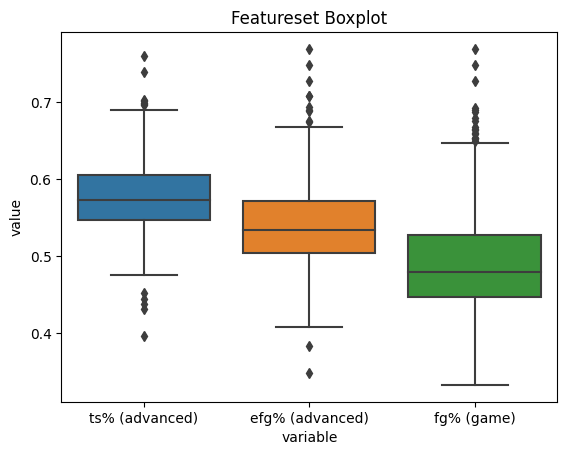 Featureset Boxplot
value
0.7
0.6
0.5
0.4
ts% (advanced) efg% (advanced) fg% (game)
variable